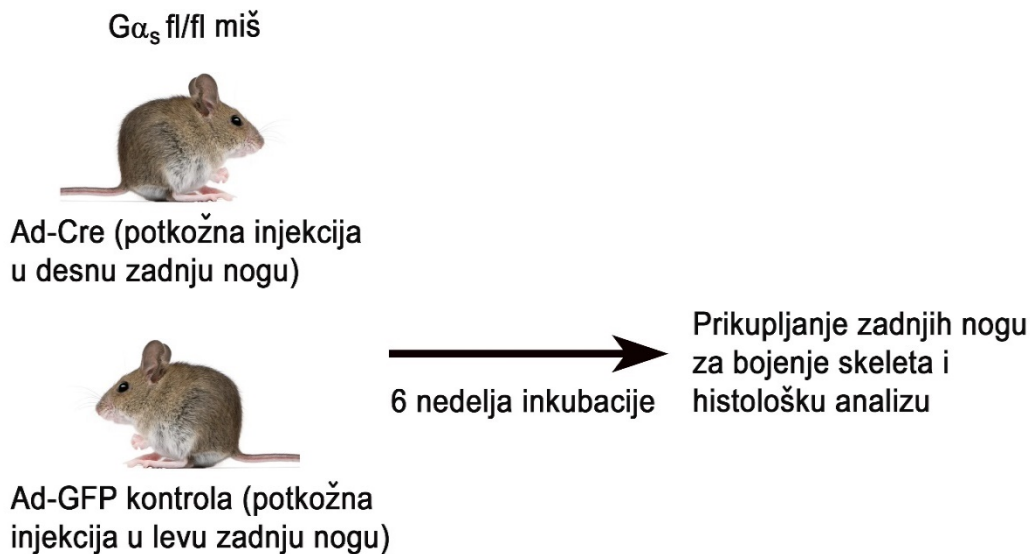 Gαs fl/fl miš
Ad-Cre (potkožna injekcija
u desnu zadnju nogu)
6 nedelja inkubacije
Prikupljanje zadnjih nogu
za bojenje skeleta i
histološku analizu
Ad-GFP kontrola (potkožna
injekcija u levu zadnju nogu)